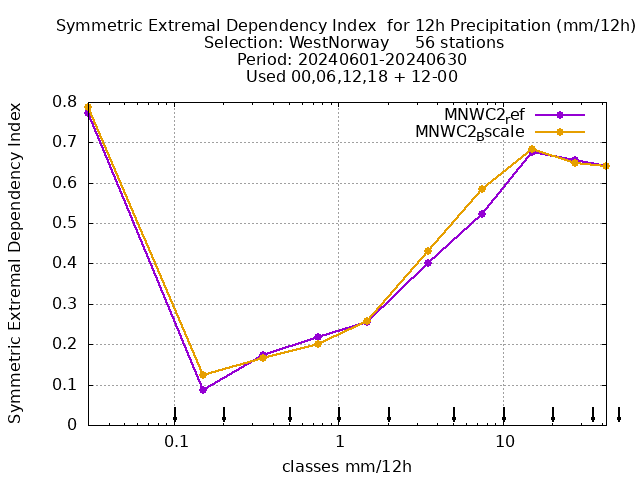 Symmetric Extremal Dependency Index  for 12h Precipitation (mm/12h)
Selection: WestNorway     56 stations
Period: 20240601-20240630
Used 00,06,12,18 + 12-00
Symmetric Extremal Dependency Index
0.8
0.7
0.6
0.5
0.4
0.3
0.2
0.1
0
MNWC2ref
MNWC2Bscale
0.1
1
10
classes mm/12h